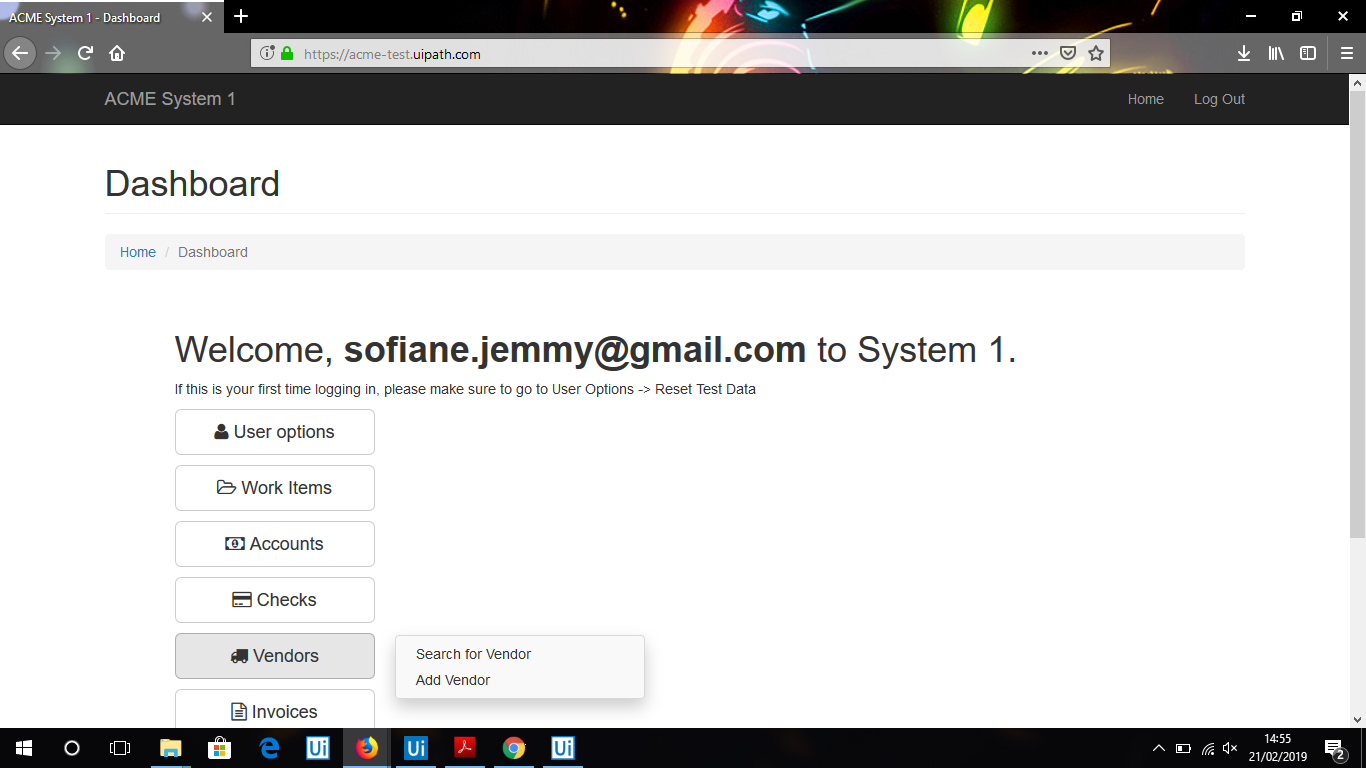 ACME System 1 - Dashboard
https://acme-test.uipath.com
ACME System 1
Home
Log Out
Dashboard
Home / Dashboard
Welcome, sofiane.jemmy@gmail.com to System 1.
If this is your first time logging in, please make sure to go to User Options -> Reset Test Data
User options
Work Items
Accounts
Checks
Vendors
Search for Vendor
Add Vendor
Invoices
Ui
Ui
Ui
14:55
21/02/2019
2